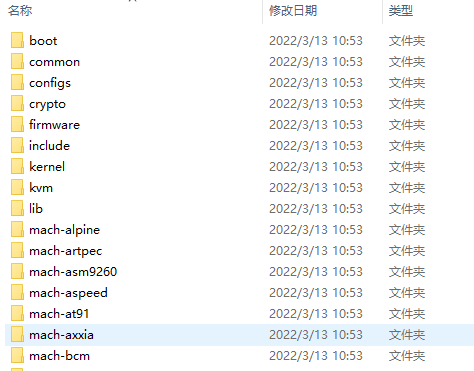 名称 修改日期 类型
boot 2022/3/13 10:53 文件夹
common 2022/3/13 10:53 文件夹
configs 2022/3/13 10:53 文件夹
crypto 2022/3/13 10:53 文件夹
firmware 2022/3/13 10:53 文件夹
include 2022/3/13 10:53 文件夹
kernel 2022/3/13 10:53 文件夹
kvm 2022/3/13 10:53 文件夹
lib 2022/3/13 10:53 文件夹
mach-alpine 2022/3/13 10:53 文件夹
mach-artpec 2022/3/13 10:53 文件夹
mach-asm9260 2022/3/13 10:53 文件夹
mach-aspeed 2022/3/13 10:53 文件夹
mach-at91 2022/3/13 10:53 文件夹
mach-axxia 2022/3/13 10:53 文件夹
mach-bcm 2022/3/13 10:53 文件夹